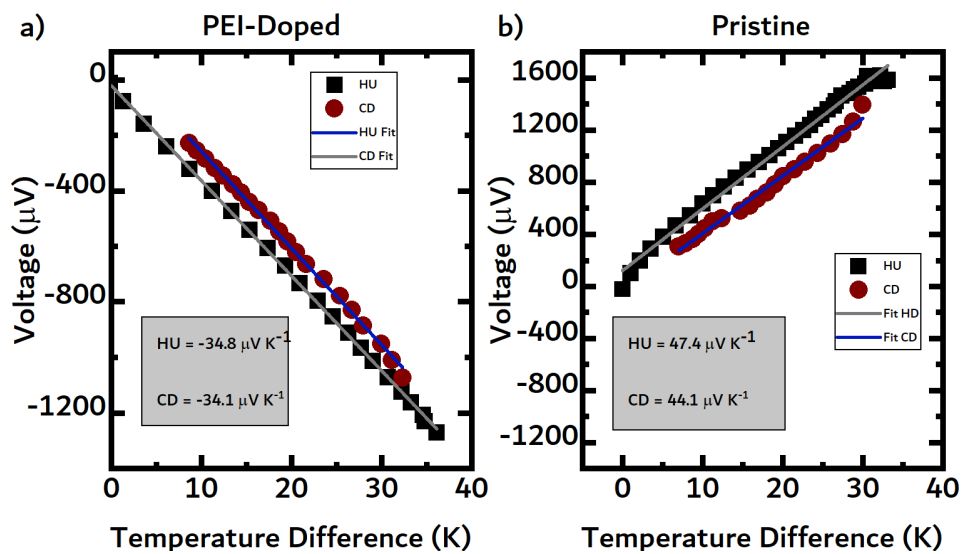 a)
PEI-Doped
0
-400
-800
-1200
Voltage (μV)
HU
CD
HU Fit
CD Fit
HU = -34.8 μV K⁻¹
CD = -34.1 μV K⁻¹
0
10
20
30
40
Temperature Difference (K)
b)
Pristine
1600
1200
800
400
0
-400
-800
-1200
Voltage (μV)
HU
CD
Fit HD
Fit CD
HU = 47.4 μV K⁻¹
CD = 44.1 μV K⁻¹
0
10
20
30
40
Temperature Difference (K)